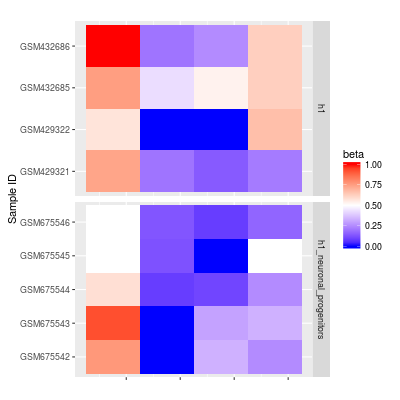 GSM432686
GSM432685
GSM429322
GSM429321
h1
GSM675546
GSM675545
GSM675544
GSM675543
GSM675542
h1_neuronal_progenitors
Sample ID
beta
1.00
0.75
0.50
0.25
0.00